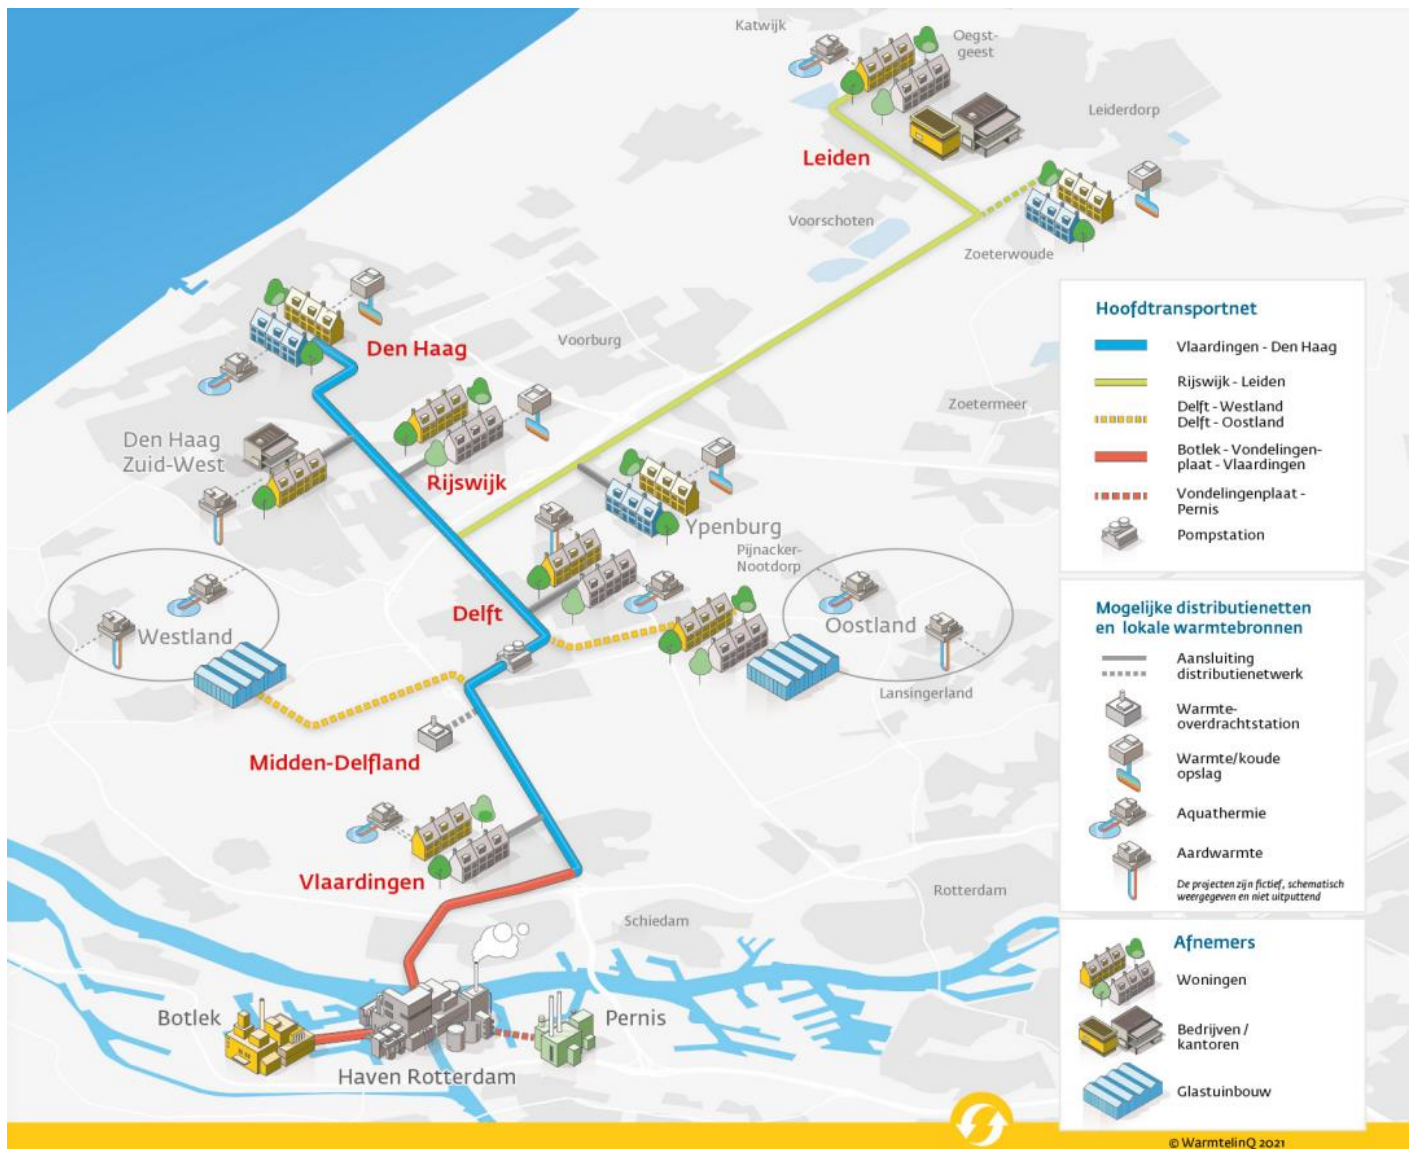 Katwijk
Oegst-
geest
Leiderdorp
Leiden
Voorschoten
Zoeterwoude
Den Haag
Voorburg
Zoetermeer
Den Haag
Zuid-West
Rijswijk
Ypenburg
Pijnacker-
Nootdorp
Delft
Westland
Oostland
Lansingerland
Midden-Delfland
Vlaardingen
Rotterdam
Schiedam
Botlek
Pernis
Haven Rotterdam
Hoofdtransportnet
Vlaardingen - Den Haag
Rijswijk - Leiden
Delft - Westland
Delft - Oostland
Botlek - Vondelingen-
plaat - Vlaardingen
Vondelingenplaat -
Pernis
Pompstation
Mogelijke distributienetten
en lokale warmtebronnen
Aansluiting
distributienetwerk
Warmte-
overdrachtstation
Warmte/koude
opslag
Aquathermie
Aardwarmte
De projecten zijn fictief, schematisch
weergegeven en niet uitputtend
Afnemers
Woningen
Bedrijven /
kantoren
Glastuinbouw
© WarmtelinQ 2021